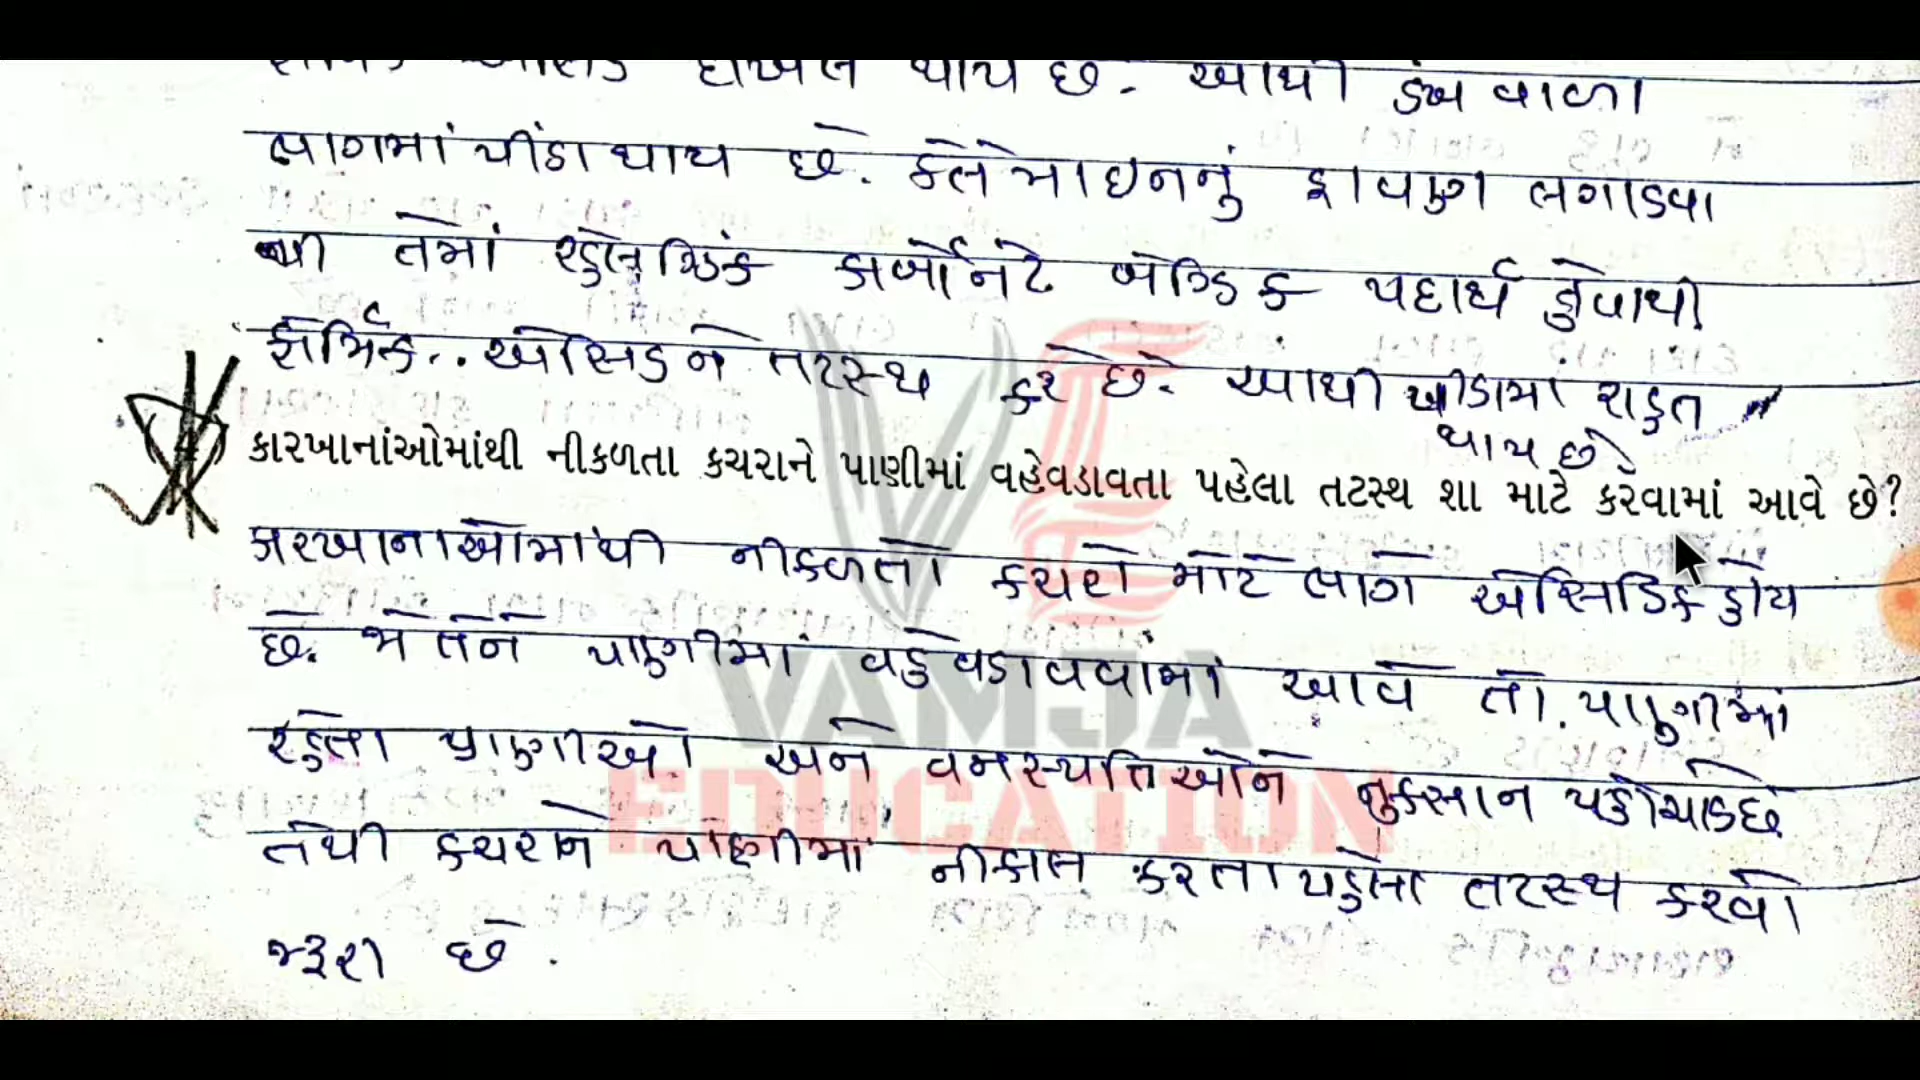 દાખલ થાય છે. આથી ડંખ વાળા
ભાગમાં પીડા થાય છે. કેલેમાઇનનું દ્રાવણ લગાડવા
થી તેમાં રહેલ ઝિંક કાર્બોનેટ બેઝિક પદાર્થ હોવાથી
ફોર્મિક.. એસિડને તટસ્થ કરે છે. આથી પીડામાં રાહત
થાય છે
કારખાનાંઓમાંથી નીકળતા કચરાને પાણીમાં વહેવડાવતા પહેલા તટસ્થ શા માટે કરવામાં આવે છે?
કારખાનાઓમાંથી નીકળતો કચરો મોટે ભાગે એસિડિક હોય
છે. જો તેને પાણીમાં વહેવડાવવામાં આવે તો. પાણીમાં
રહેતા પ્રાણીઓ અને વનસ્પતિઓને નુકસાન પહોચાડે છે
તેથી કચરાને પાણીમાં નીકાલ કરતા પહેલા તટસ્થ કરવો
જરૂરી છે.
VAMJA
EDUCATION